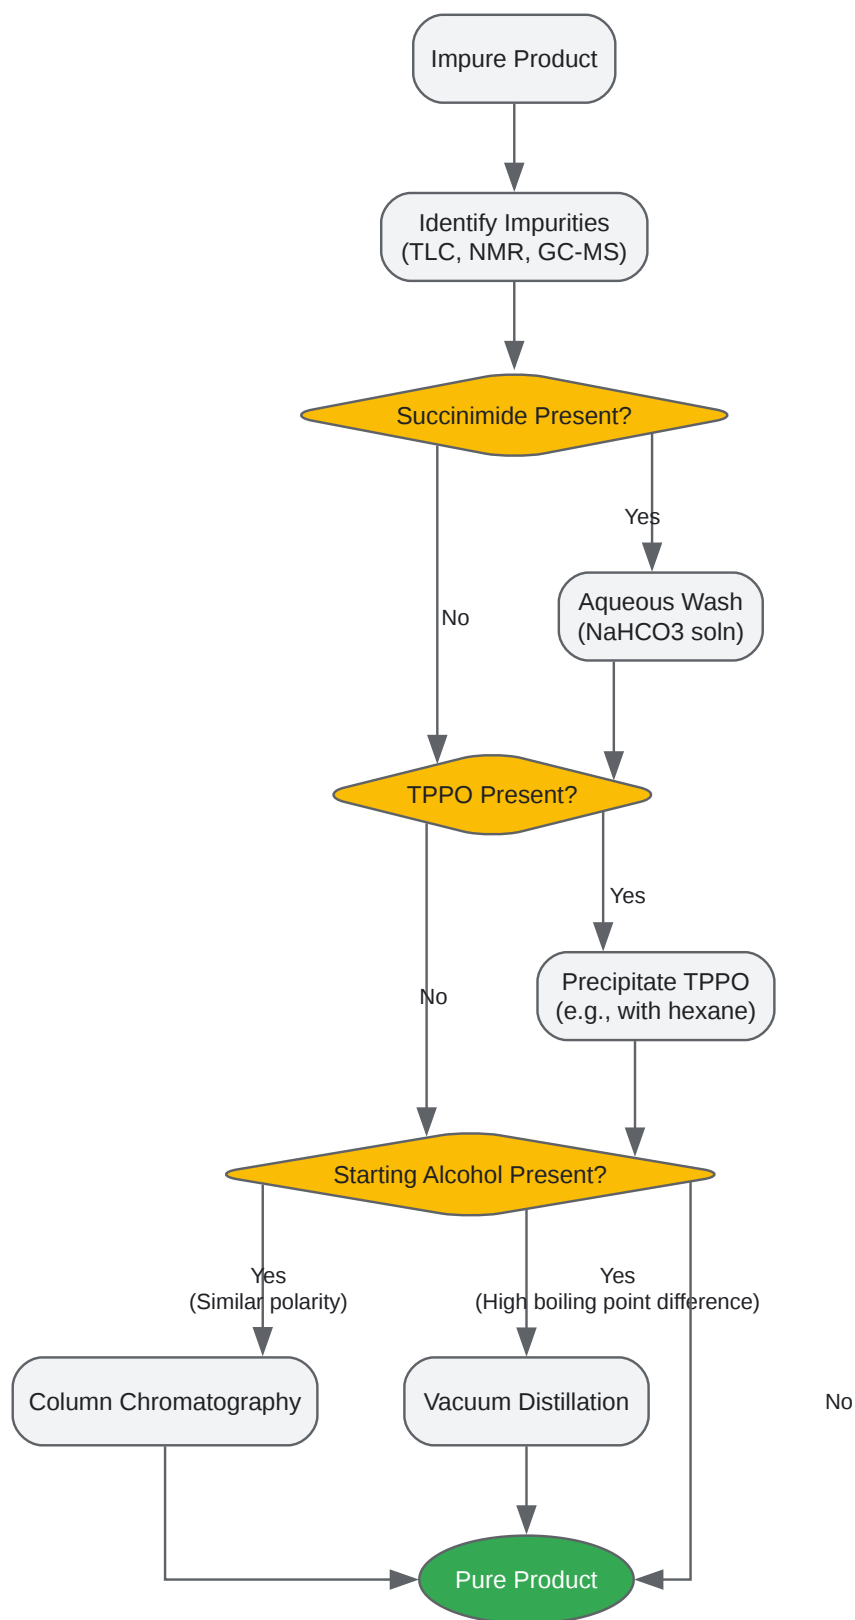 Impure Product
Identify Impurities
(TLC, NMR, GC-MS)
Succinimide Present?
Yes
Aqueous Wash
(NaHCO3 soln)
No
TPPO Present?
Yes
Precipitate TPPO
(e.g., with hexane)
No
Starting Alcohol Present?
Yes
(Similar polarity)
Yes
(High boiling point difference)
Column Chromatography
Vacuum Distillation
No
Pure Product